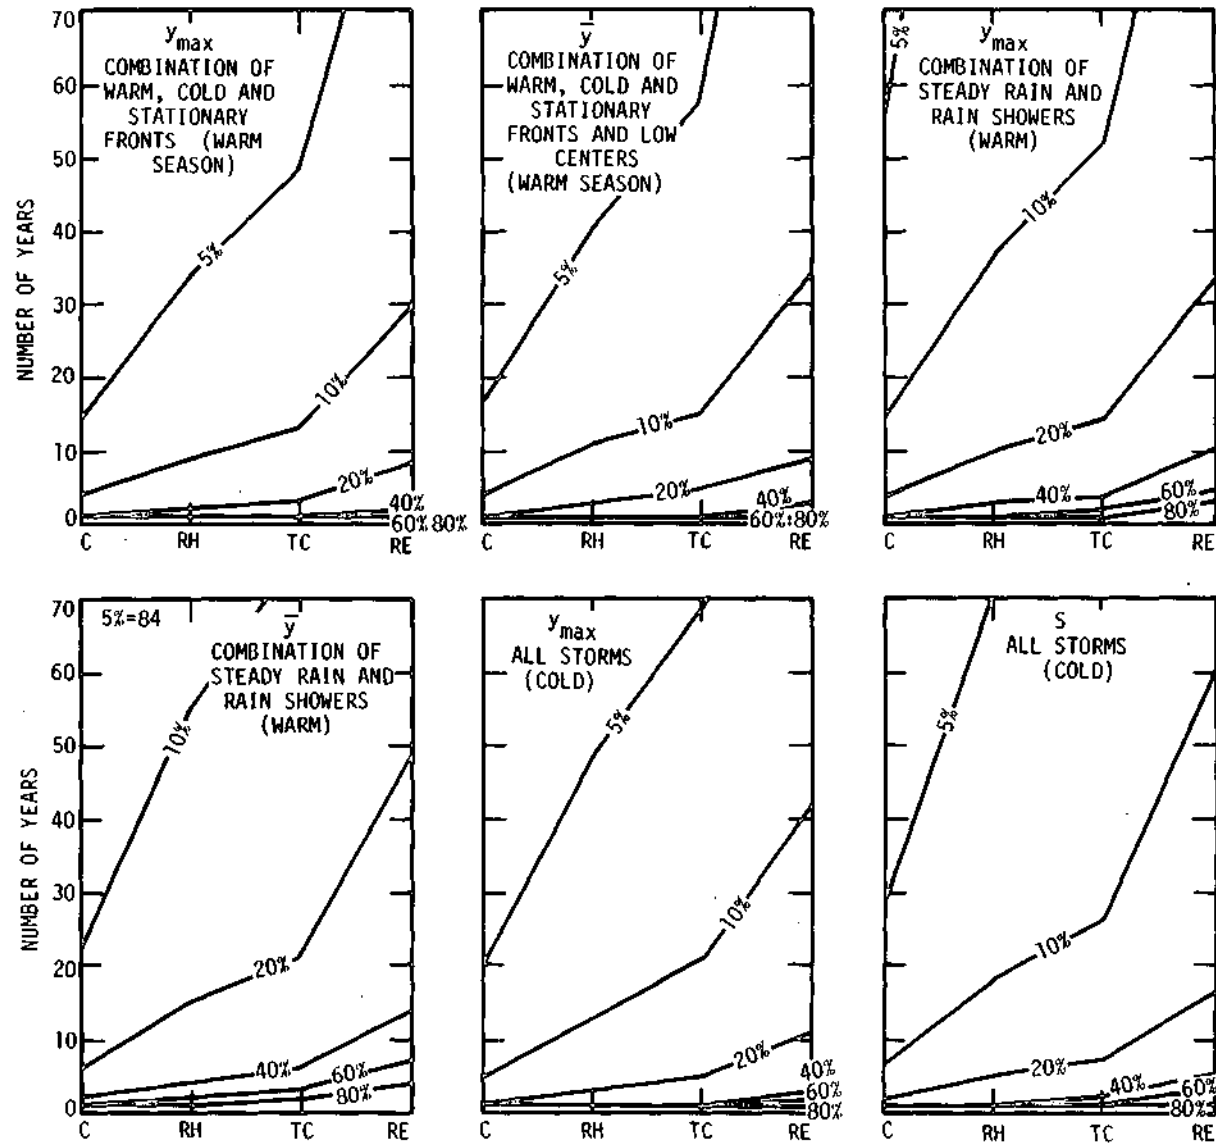 70
60
50
40
30
20
10
0
NUMBER OF YEARS
y max
COMBINATION OF
WARM, COLD AND
STATIONARY
FRONTS (WARM
SEASON)
5%
10%
20%
40%
60% 80%
C RH TC RE
y̅
COMBINATION OF
WARM, COLD AND
STATIONARY
FRONTS AND LOW
CENTERS
(WARM SEASON)
5%
10%
20%
40%
60% 80%
C RH TC RE
5%
y max
COMBINATION OF
STEADY RAIN AND
RAIN SHOWERS
(WARM)
10%
20%
40%
60%
80%
C RH TC RE
70
60
50
40
30
20
10
0
NUMBER OF YEARS
5%=84
y̅
COMBINATION OF
STEADY RAIN AND
RAIN SHOWERS
(WARM)
10%
20%
40%
60%
80%
C RH TC RE
y max
ALL STORMS
(COLD)
5%
10%
20%
40%
60%
80%
C RH TC RE
S
ALL STORMS
(COLD)
5%
10%
20%
40%
60%
80%
C RH TC RE